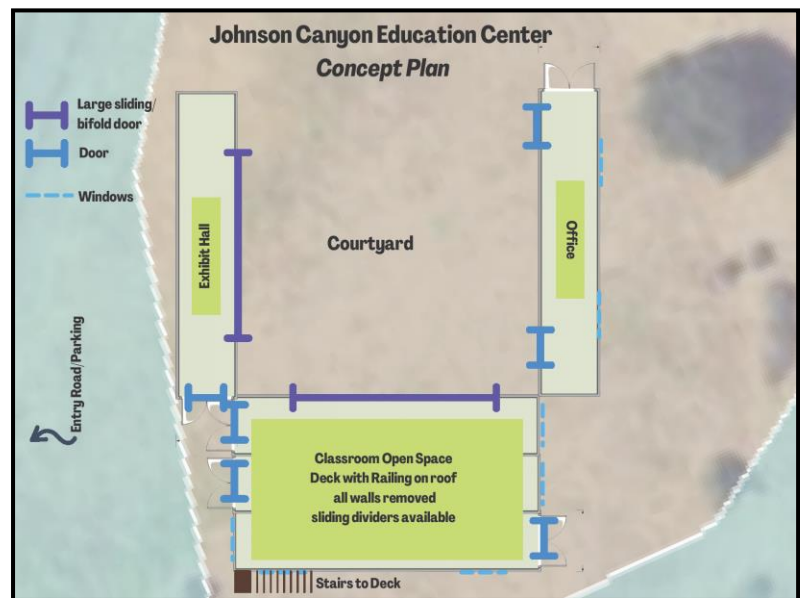 Johnson Canyon Education Center
Concept Plan
Large sliding/
bifold door
Door
Windows
Exhibit Hall
Courtyard
Office
Entry Road/Parking
Classroom Open Space
Deck with Railing on roof
all walls removed
sliding dividers available
Stairs to Deck